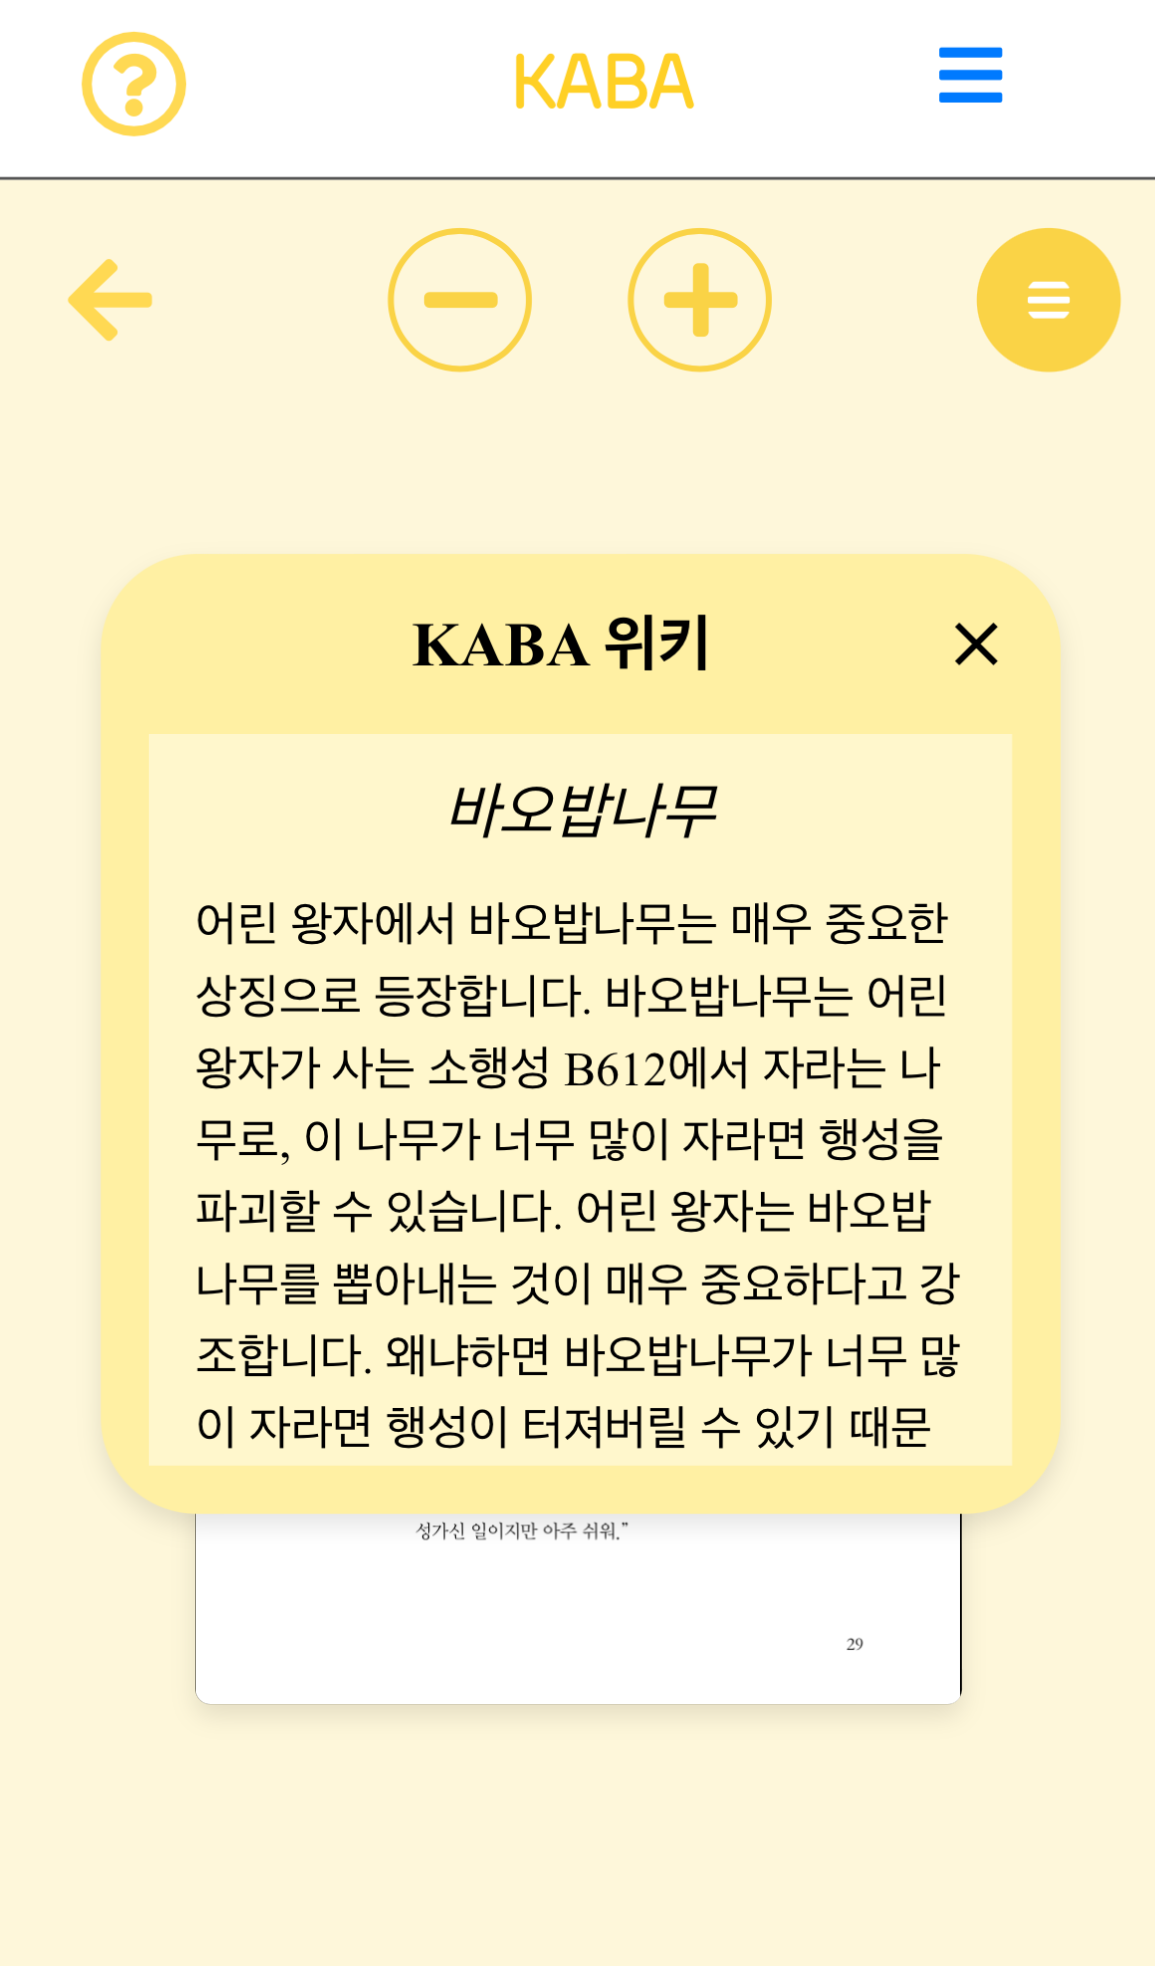 KABA
KABA 위키
바오밥나무
어린 왕자에서 바오밥나무는 매우 중요한
상징으로 등장합니다. 바오밥나무는 어린
왕자가 사는 소행성 B612에서 자라는 나
무로, 이 나무가 너무 많이 자라면 행성을
파괴할 수 있습니다. 어린 왕자는 바오밥
나무를 뽑아내는 것이 매우 중요하다고 강
조합니다. 왜냐하면 바오밥나무가 너무 많
이 자라면 행성이 터져버릴 수 있기 때문
성가신 일이지만 아주 쉬워.”
29